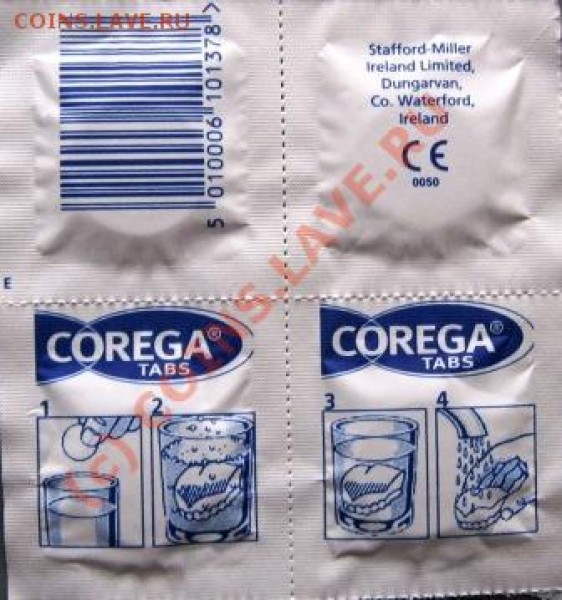 COINS.LAVE.RU
5 010006 101378 >
Stafford-Miller
Ireland Limited,
Dungarvan,
Co. Waterford,
Ireland
CE
0050
E
COREGA®
TABS
1
2
COREGA®
TABS
3
4
(c) COINS.LAVE.RU